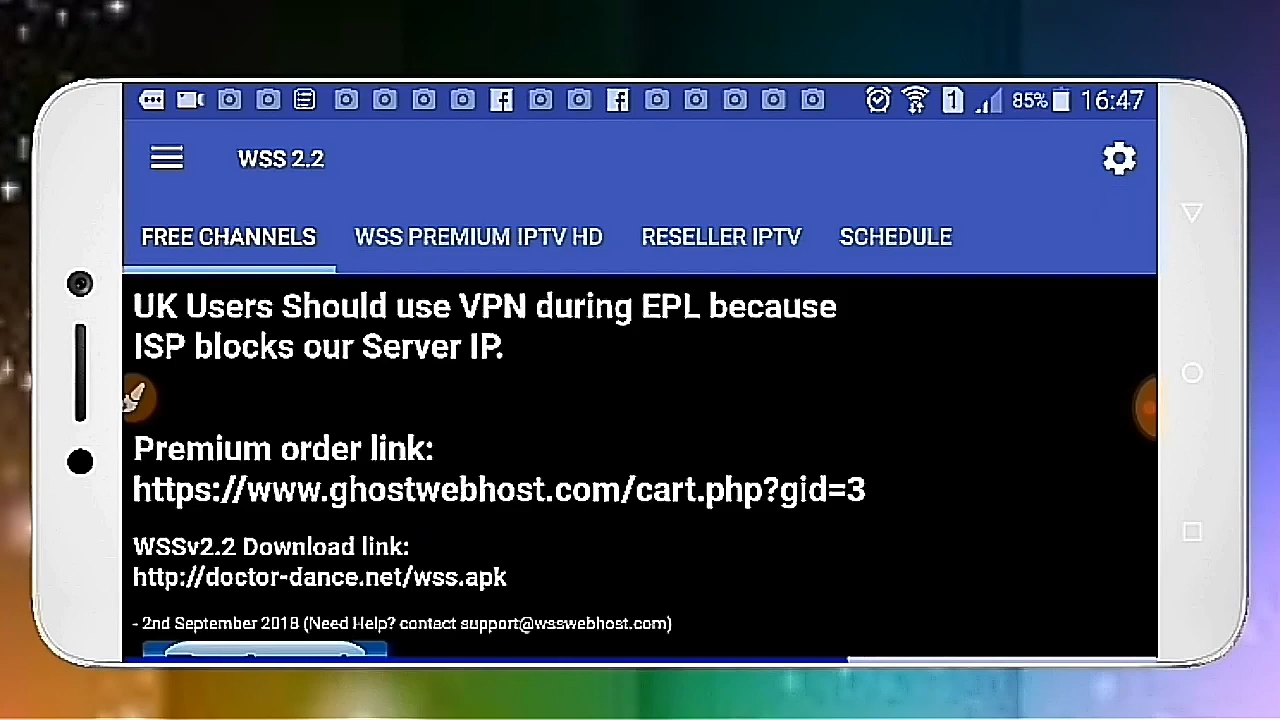 1 85% 16:47
WSS 2.2
FREE CHANNELS WSS PREMIUM IPTV HD RESELLER IPTV SCHEDULE
UK Users Should use VPN during EPL because
ISP blocks our Server IP.
Premium order link:
https://www.ghostwebhost.com/cart.php?gid=3
WSSv2.2 Download link:
http://doctor-dance.net/wss.apk
- 2nd September 2018 (Need Help? contact support@wsswebhost.com)